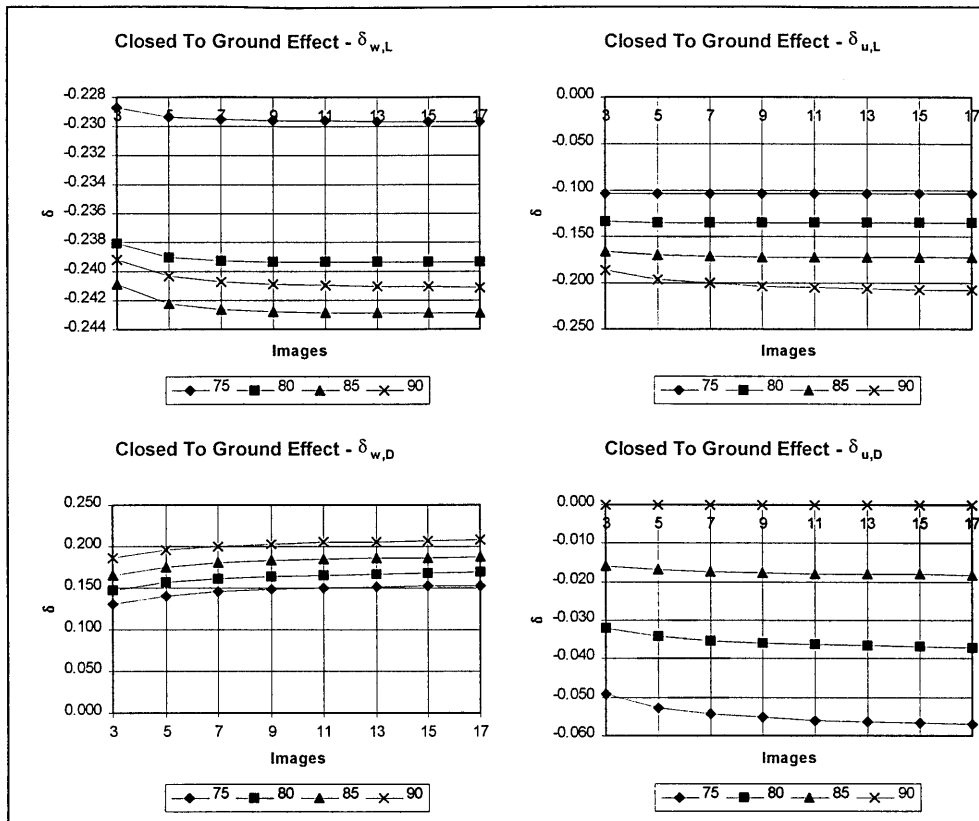 Closed To Ground Effect - δw,L
-0.228
-0.230
-0.232
-0.234
-0.236
-0.238
-0.240
-0.242
-0.244
δ
3 5 7 9 11 13 15 17
Images
75 80 85 90
Closed To Ground Effect - δu,L
0.000
-0.050
-0.100
-0.150
-0.200
-0.250
δ
3 5 7 9 11 13 15 17
Images
75 80 85 90
Closed To Ground Effect - δw,D
0.250
0.200
0.150
0.100
0.050
0.000
δ
3 5 7 9 11 13 15 17
Images
75 80 85 90
Closed To Ground Effect - δu,D
0.000
-0.010
-0.020
-0.030
-0.040
-0.050
-0.060
δ
3 5 7 9 11 13 15 17
Images
75 80 85 90